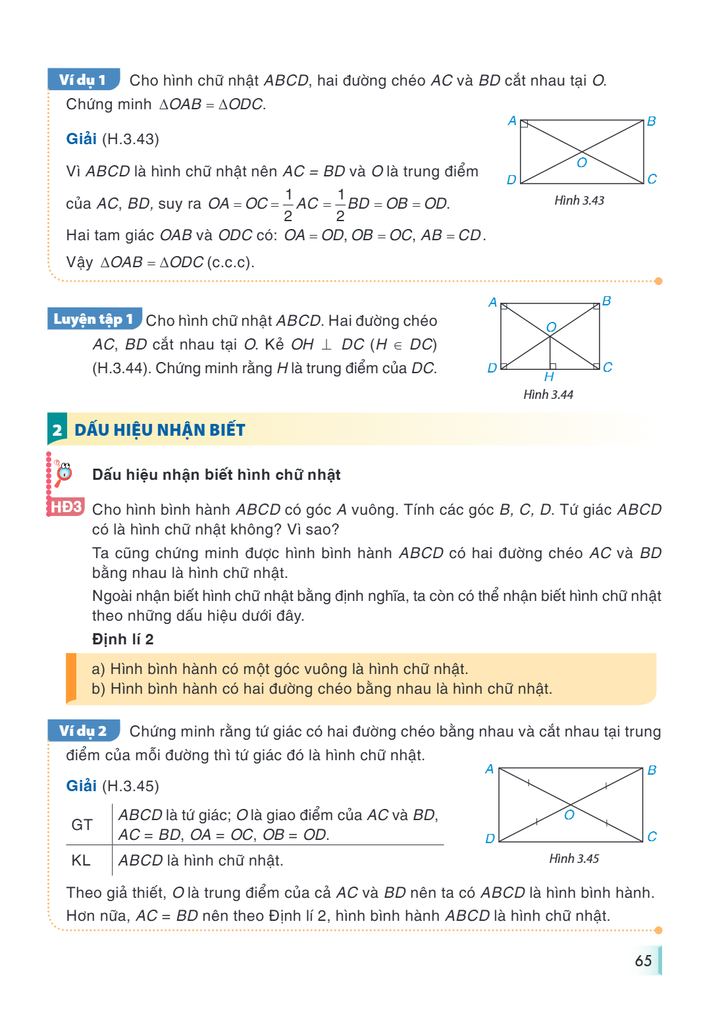 Ví dụ 1 Cho hình chữ nhật ABCD, hai đường chéo AC và BD cắt nhau tại O.
Chứng minh ΔOAB = ΔODC.
Giải (H.3.43)
Vì ABCD là hình chữ nhật nên AC = BD và O là trung điểm
của AC, BD, suy ra OA = OC = 1/2 AC = 1/2 BD = OB = OD.
Hai tam giác OAB và ODC có: OA = OD, OB = OC, AB = CD.
Vậy ΔOAB = ΔODC (c.c.c).
A
B
O
D
C
Hình 3.43
Luyện tập 1 Cho hình chữ nhật ABCD. Hai đường chéo
AC, BD cắt nhau tại O. Kẻ OH ⊥ DC (H ∈ DC)
(H.3.44). Chứng minh rằng H là trung điểm của DC.
A
B
O
D
C
H
Hình 3.44
2 DẤU HIỆU NHẬN BIẾT
Dấu hiệu nhận biết hình chữ nhật
HĐ3 Cho hình bình hành ABCD có góc A vuông. Tính các góc B, C, D. Tứ giác ABCD
có là hình chữ nhật không? Vì sao?
Ta cũng chứng minh được hình bình hành ABCD có hai đường chéo AC và BD
bằng nhau là hình chữ nhật.
Ngoài nhận biết hình chữ nhật bằng định nghĩa, ta còn có thể nhận biết hình chữ nhật
theo những dấu hiệu dưới đây.
Định lí 2
a) Hình bình hành có một góc vuông là hình chữ nhật.
b) Hình bình hành có hai đường chéo bằng nhau là hình chữ nhật.
Ví dụ 2 Chứng minh rằng tứ giác có hai đường chéo bằng nhau và cắt nhau tại trung
điểm của mỗi đường thì tứ giác đó là hình chữ nhật.
Giải (H.3.45)
GT ABCD là tứ giác; O là giao điểm của AC và BD,
AC = BD, OA = OC, OB = OD.
KL ABCD là hình chữ nhật.
A
B
O
D
C
Hình 3.45
Theo giả thiết, O là trung điểm của cả AC và BD nên ta có ABCD là hình bình hành.
Hơn nữa, AC = BD nên theo Định lí 2, hình bình hành ABCD là hình chữ nhật.
65